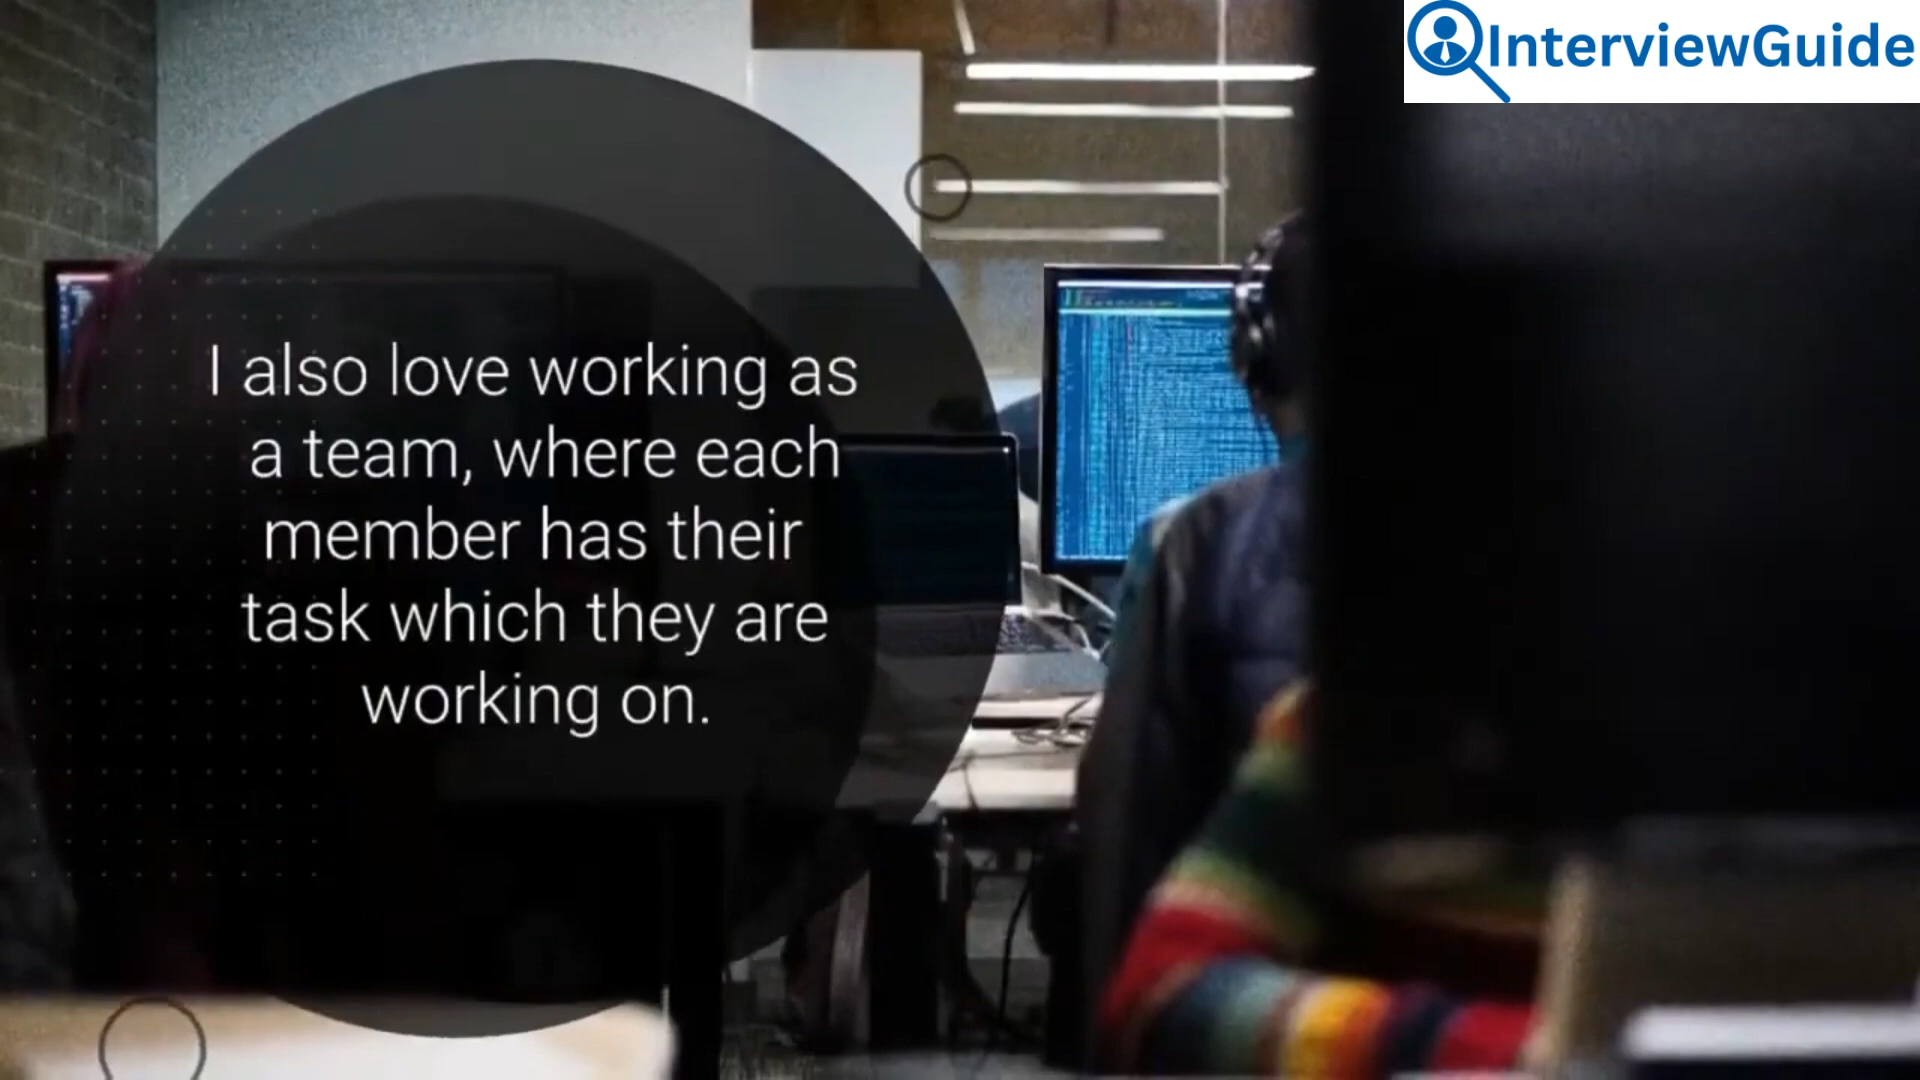 InterviewGuide
I also love working as
a team, where each
member has their
task which they are
working on.